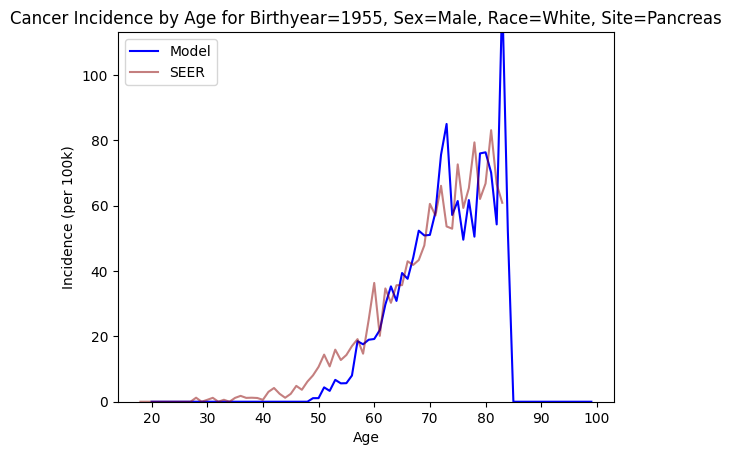 Cancer Incidence by Age for Birthyear=1955, Sex=Male, Race=White, Site=Pancreas
Model
SEER
100
80
60
40
20
0
Incidence (per 100k)
20 30 40 50 60 70 80 90 100
Age